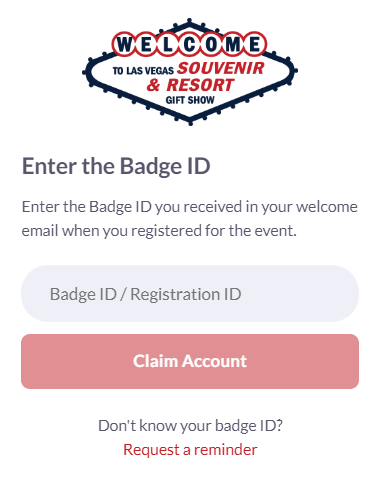 WELCOME
TO LAS VEGAS SOUVENIR
& RESORT
GIFT SHOW
Enter the Badge ID
Enter the Badge ID you received in your welcome
email when you registered for the event.
Badge ID / Registration ID
Claim Account
Don't know your badge ID?
Request a reminder